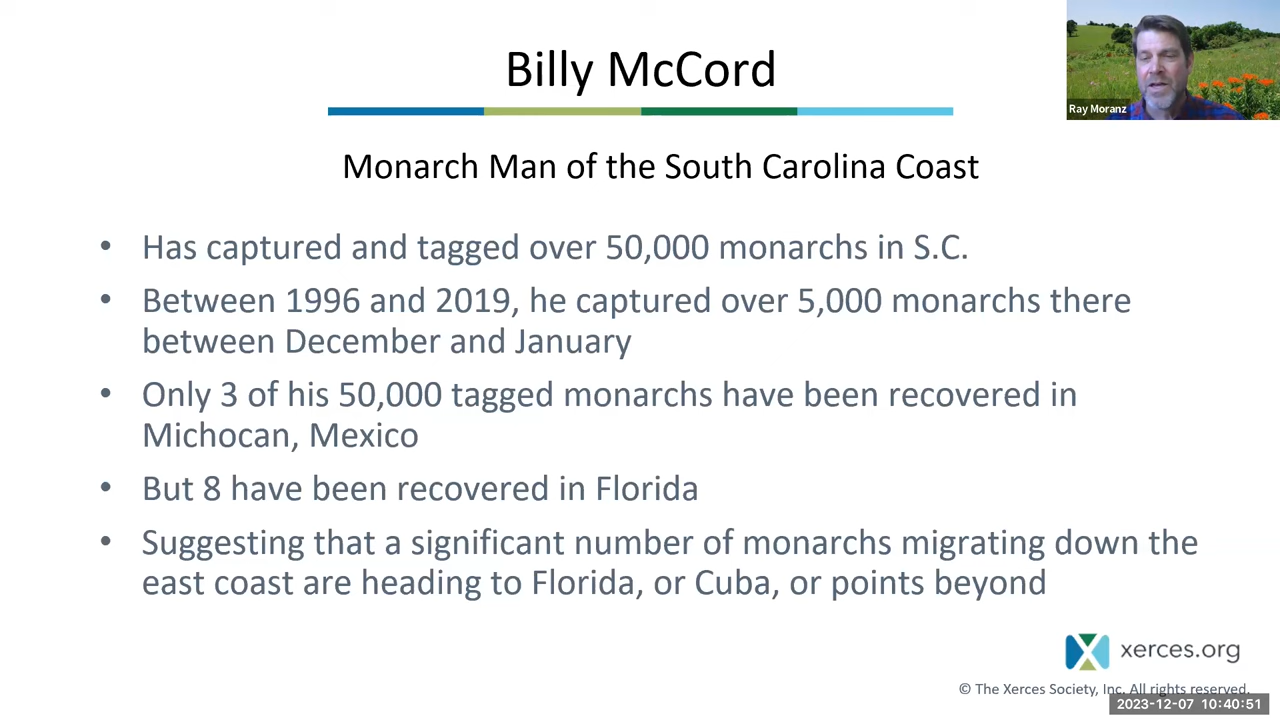 Billy McCord
Ray Moranz
Monarch Man of the South Carolina Coast
• Has captured and tagged over 50,000 monarchs in S.C.
• Between 1996 and 2019, he captured over 5,000 monarchs there
between December and January
• Only 3 of his 50,000 tagged monarchs have been recovered in
Michocan, Mexico
• But 8 have been recovered in Florida
• Suggesting that a significant number of monarchs migrating down the
east coast are heading to Florida, or Cuba, or points beyond
xerces.org
© The Xerces Society, Inc. All rights reserved.
2023-12-07 10:40:51